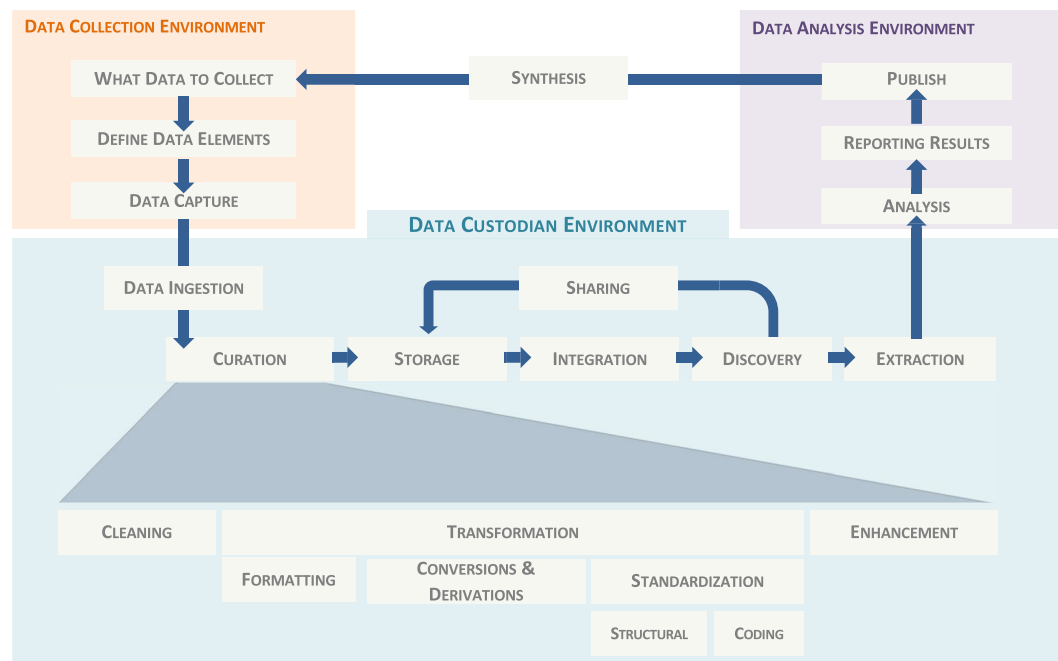 DATA COLLECTION ENVIRONMENT
DATA ANALYSIS ENVIRONMENT
WHAT DATA TO COLLECT
SYNTHESIS
PUBLISH
DEFINE DATA ELEMENTS
REPORTING RESULTS
DATA CAPTURE
ANALYSIS
DATA CUSTODIAN ENVIRONMENT
DATA INGESTION
SHARING
CURATION
STORAGE
INTEGRATION
DISCOVERY
EXTRACTION
CLEANING
TRANSFORMATION
ENHANCEMENT
FORMATTING
CONVERSIONS &
DERIVATIONS
STANDARDIZATION
STRUCTURAL
CODING